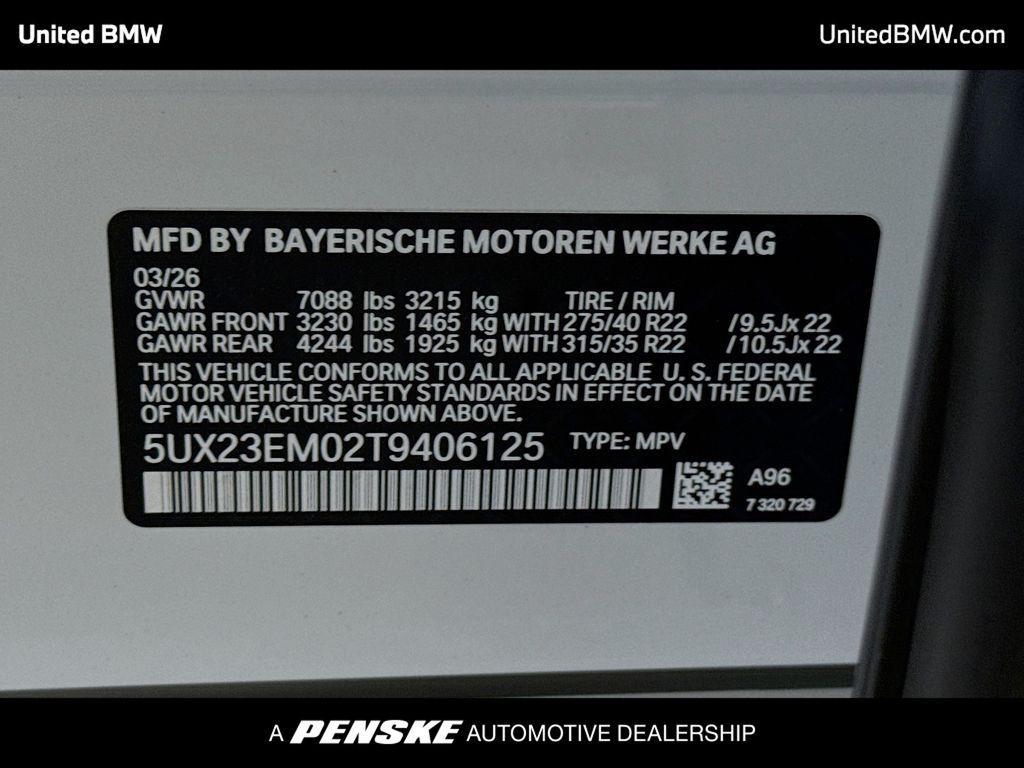 United BMW
UnitedBMW.com
MFD BY BAYERISCHE MOTOREN WERKE AG
03/26
GVWR 7088 lbs 3215 kg TIRE / RIM
GAWR FRONT 3230 lbs 1465 kg WITH 275/40 R22 /9.5Jx 22
GAWR REAR 4244 lbs 1925 kg WITH 315/35 R22 /10.5Jx 22
THIS VEHICLE CONFORMS TO ALL APPLICABLE U. S. FEDERAL
MOTOR VEHICLE SAFETY STANDARDS IN EFFECT ON THE DATE
OF MANUFACTURE SHOWN ABOVE.
5UX23EM02T9406125 TYPE: MPV
A96
7 320 729
A PENSKE AUTOMOTIVE DEALERSHIP